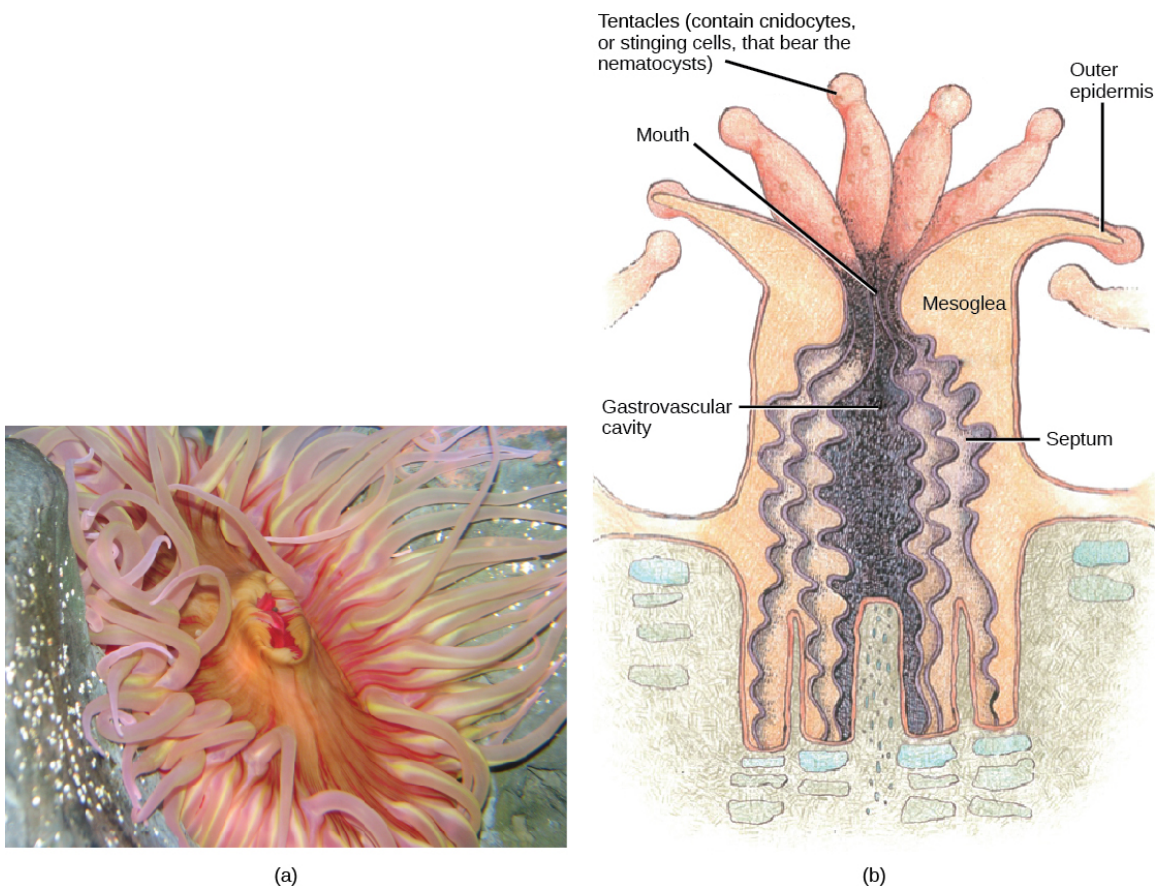 Tentacles (contain cnidocytes,
or stinging cells, that bear the
nematocysts)
Outer
epidermis
Mouth
Mesoglea
Gastrovascular
cavity
Septum
(a)
(b)